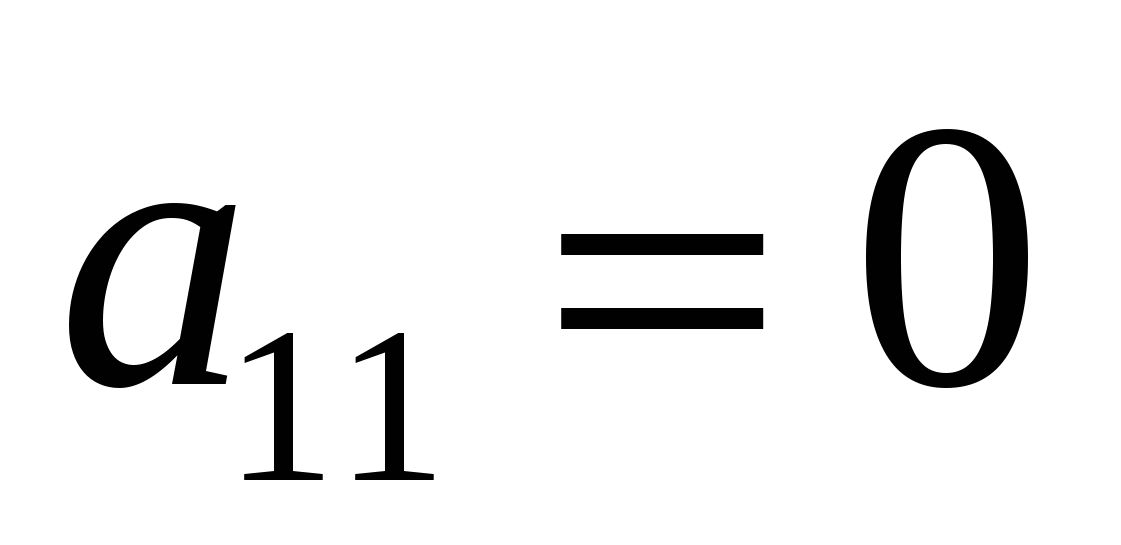 a₁₁ = 0